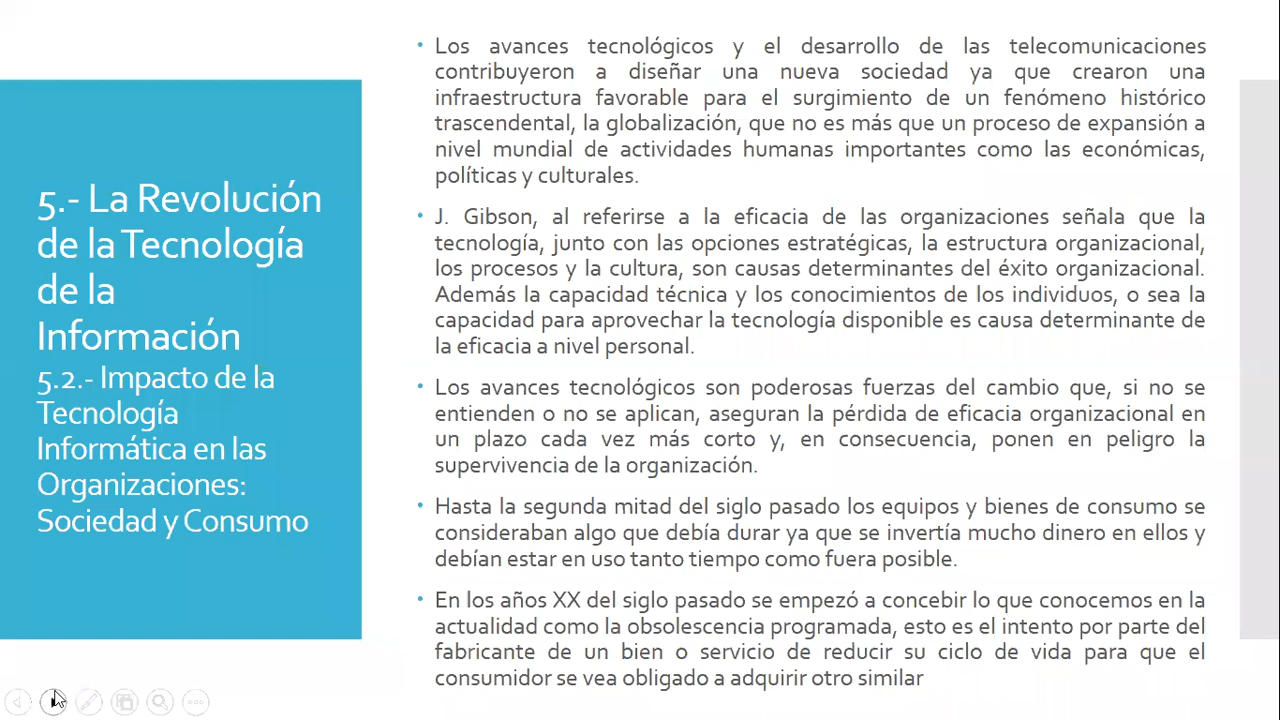 5.- La Revolución
de la Tecnología
de la
Información
5.2.- Impacto de la
Tecnología
Informática en las
Organizaciones:
Sociedad y Consumo
• Los avances tecnológicos y el desarrollo de las telecomunicaciones
contribuyeron a diseñar una nueva sociedad ya que crearon una
infraestructura favorable para el surgimiento de un fenómeno histórico
trascendental, la globalización, que no es más que un proceso de expansión a
nivel mundial de actividades humanas importantes como las económicas,
políticas y culturales.
• J. Gibson, al referirse a la eficacia de las organizaciones señala que la
tecnología, junto con las opciones estratégicas, la estructura organizacional,
los procesos y la cultura, son causas determinantes del éxito organizacional.
Además la capacidad técnica y los conocimientos de los individuos, o sea la
capacidad para aprovechar la tecnología disponible es causa determinante de
la eficacia a nivel personal.
• Los avances tecnológicos son poderosas fuerzas del cambio que, si no se
entienden o no se aplican, aseguran la pérdida de eficacia organizacional en
un plazo cada vez más corto y, en consecuencia, ponen en peligro la
supervivencia de la organización.
• Hasta la segunda mitad del siglo pasado los equipos y bienes de consumo se
consideraban algo que debía durar ya que se invertía mucho dinero en ellos y
debían estar en uso tanto tiempo como fuera posible.
• En los años XX del siglo pasado se empezó a concebir lo que conocemos en la
actualidad como la obsolescencia programada, esto es el intento por parte del
fabricante de un bien o servicio de reducir su ciclo de vida para que el
consumidor se vea obligado a adquirir otro similar